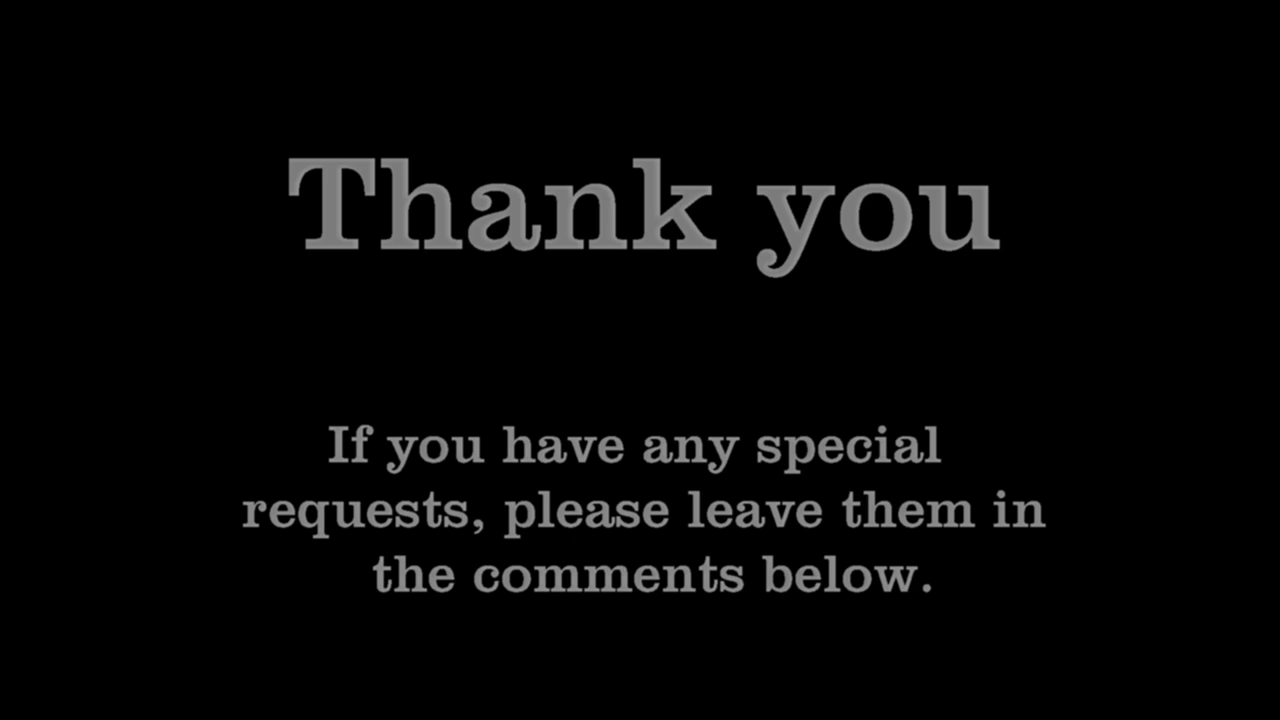 Thank you
If you have any special
requests, please leave them in
the comments below.